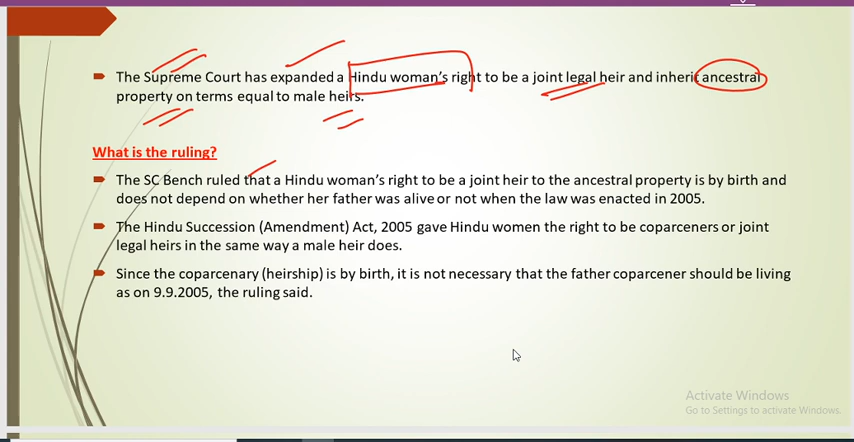 The Supreme Court has expanded a Hindu woman's right to be a joint legal heir and inherit ancestral
property on terms equal to male heirs.
What is the ruling?
The SC Bench ruled that a Hindu woman's right to be a joint heir to the ancestral property is by birth and
does not depend on whether her father was alive or not when the law was enacted in 2005.
The Hindu Succession (Amendment) Act, 2005 gave Hindu women the right to be coparceners or joint
legal heirs in the same way a male heir does.
Since the coparcenary (heirship) is by birth, it is not necessary that the father coparcener should be living
as on 9.9.2005, the ruling said.
Activate Windows
Go to Settings to activate Windows.